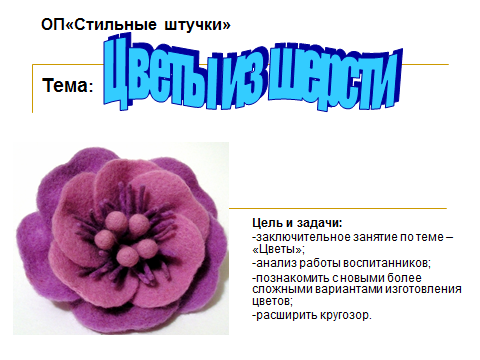 ОП«Стильные штучки»
Тема: Цветы из шерсти
Цель и задачи:
-заключительное занятие по теме –
«Цветы»;
-анализ работы воспитанников;
-познакомить с новыми более
сложными вариантами изготовления
цветов;
-расширить кругозор.